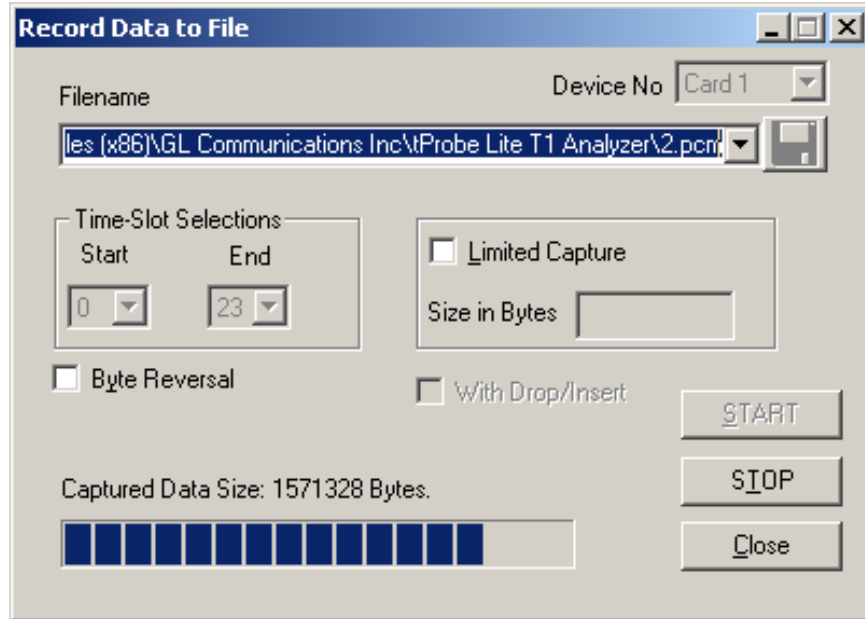 Record Data to File
Device No Card 1
Filename
les (x86)\GL Communications Inc\tProbe Lite T1 Analyzer\2.pcm
Time-Slot Selections
Start End
0 23
Limited Capture
Size in Bytes
Byte Reversal
With Drop/Insert
START
Captured Data Size: 1571328 Bytes.
STOP
Close